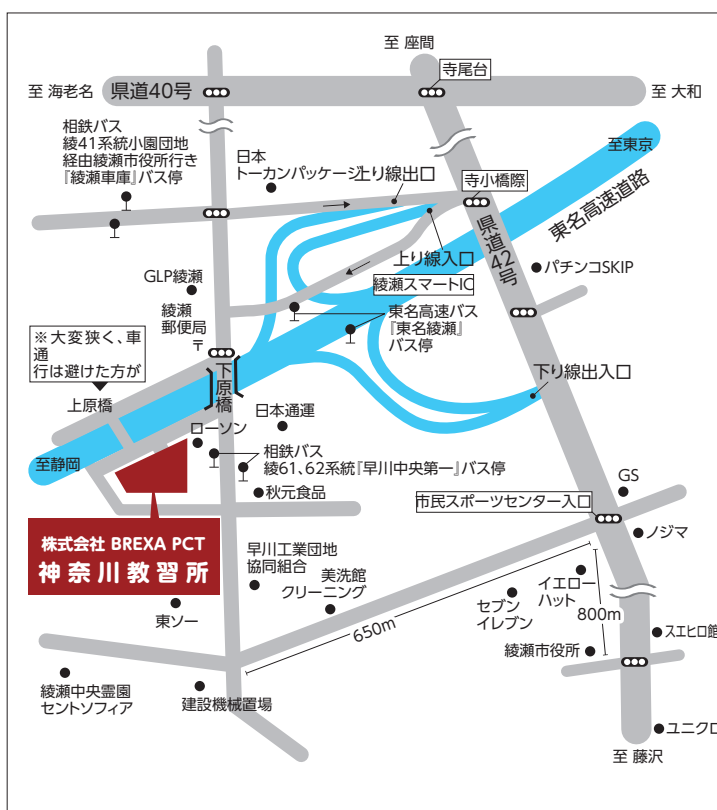 至 座間
寺尾台
至 海老名
県道40号
至 大和
相鉄バス
綾41系統小園団地
経由綾瀬市役所行き
『綾瀬車庫』バス停
日本
トーカンパッケージ
上り線出口
至東京
寺小橋際
東名高速道路
県道42号
上り線入口
パチンコSKIP
GLP綾瀬
綾瀬スマートIC
綾瀬
郵便局
〒
東名高速バス
『東名綾瀬』
バス停
※大変狭く、車
通
行は避けた方が
下原橋
上原橋
下り線出入口
日本通運
ローソン
至静岡
相鉄バス
綾61、62系統『早川中央第一』バス停
秋元食品
GS
市民スポーツセンター入口
ノジマ
株式会社 BREXA PCT
神奈川教習所
早川工業団地
協同組合
美洗館
クリーニング
イエロー
ハット
セブン
イレブン
800m
650m
東ソー
スエヒロ館
綾瀬市役所
綾瀬中央霊園
セントソフィア
建設機械置場
ユニクロ
至 藤沢